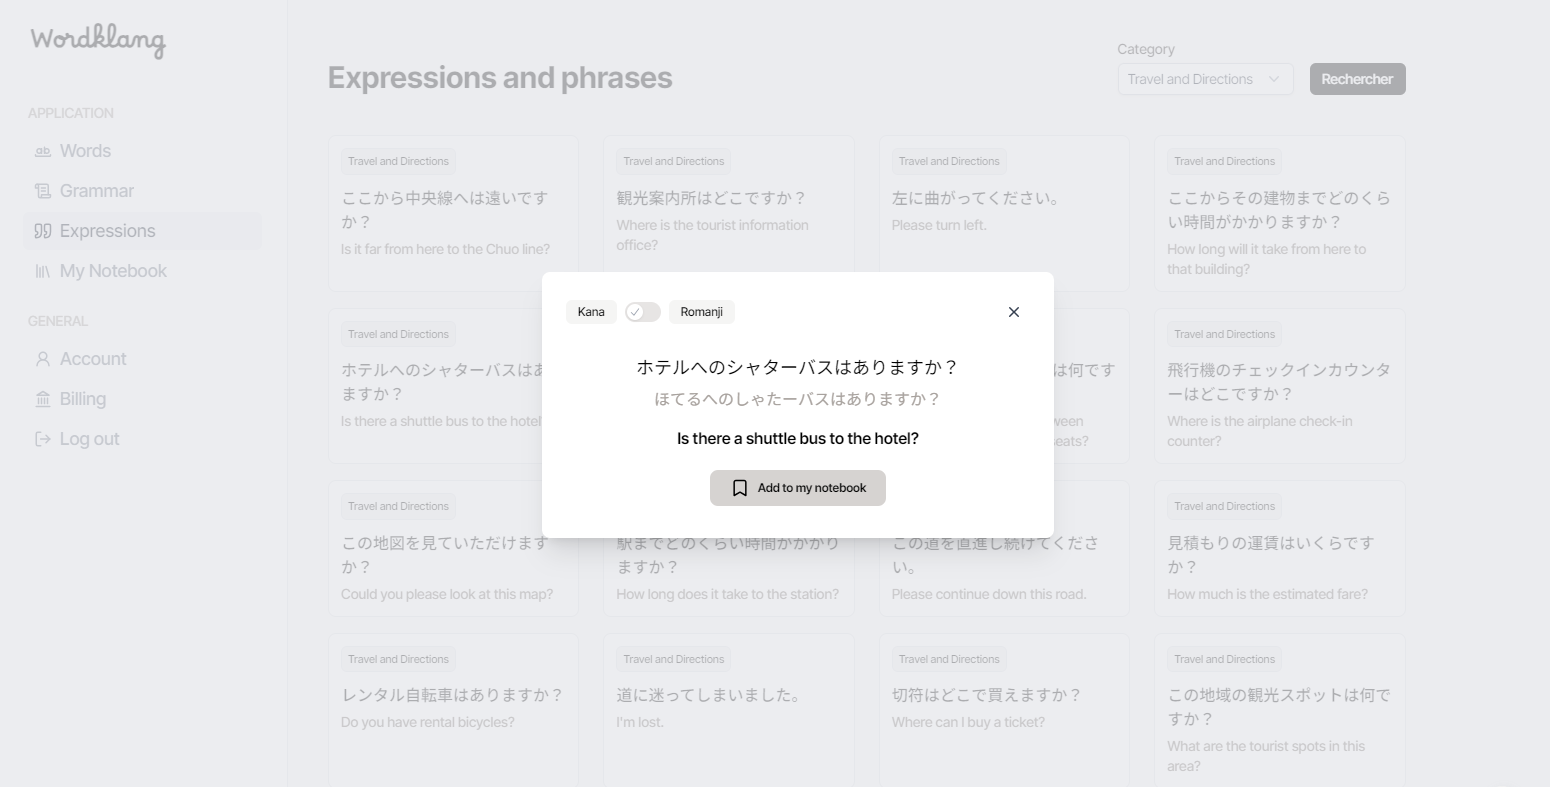 Wordklang
APPLICATION
Words
Grammar
Expressions
My Notebook
GENERAL
Account
Billing
Log out
Expressions and phrases
Category
Travel and Directions
Rechercher
Travel and Directions
ここから中央線へは遠いです
か？
Is it far from here to the Chuo line?
Travel and Directions
観光案内所はどこですか？
Where is the tourist information
office?
Travel and Directions
左に曲がってください。
Please turn left.
Travel and Directions
ここからその建物までどのくら
い時間がかかりますか？
How long will it take from here to
that building?
Travel and Directions
ホテルへのシャターバスはあ
ますか？
Is there a shuttle bus to the hotel
Kana
Romanji
ホテルへのシャターバスはありますか？
ほてるへのしゃたーバスはありますか？
Is there a shuttle bus to the hotel?
Add to my notebook
は何です
ween
seats?
Travel and Directions
飛行機のチェックインカウンタ
ーはどこですか？
Where is the airplane check-in
counter?
Travel and Directions
この地図を見ていただけます
か？
Could you please look at this map?
駅までどのくらい時間がかかり
ますか？
How long does it take to the station?
この道を直進し続けてくださ
い。
Please continue down this road.
Travel and Directions
見積もりの運賃はいくらです
か？
How much is the estimated fare?
Travel and Directions
レンタル自転車はありますか？
Do you have rental bicycles?
Travel and Directions
道に迷ってしまいました。
I'm lost.
Travel and Directions
切符はどこで買えますか？
Where can I buy a ticket?
Travel and Directions
この地域の観光スポットは何で
すか？
What are the tourist spots in this
area?